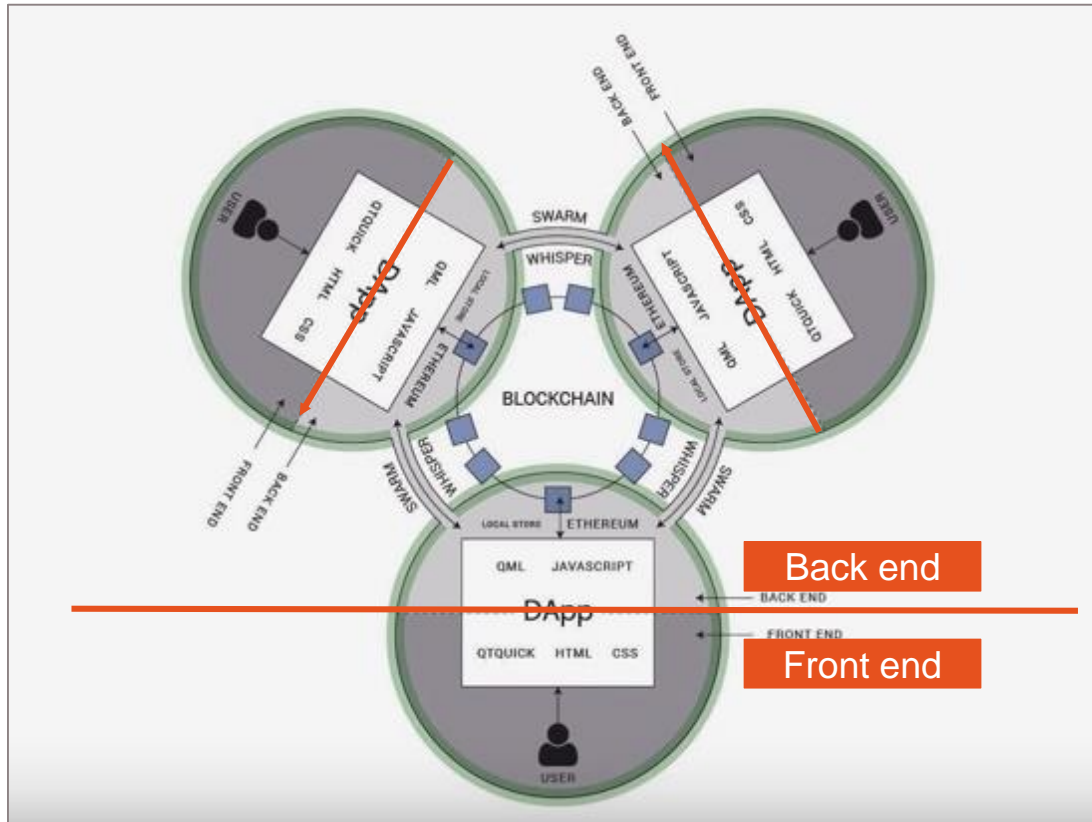 FRONT END
BACK END
USER
QTQUICK HTML CSS
DApp
QML JAVASCRIPT
LOCAL STORE
ETHEREUM
FRONT END
BACK END
SWARM
WHISPER
USER
CSS HTML QTQUICK
DApp
JAVASCRIPT QML
ETHEREUM
LOCAL STORE
BLOCKCHAIN
WHISPER
SWARM
WHISPER
SWARM
LOCAL STORE ETHEREUM
QML JAVASCRIPT
Back end
BACK END
DApp
FRONT END
Front end
QTQUICK HTML CSS
USER